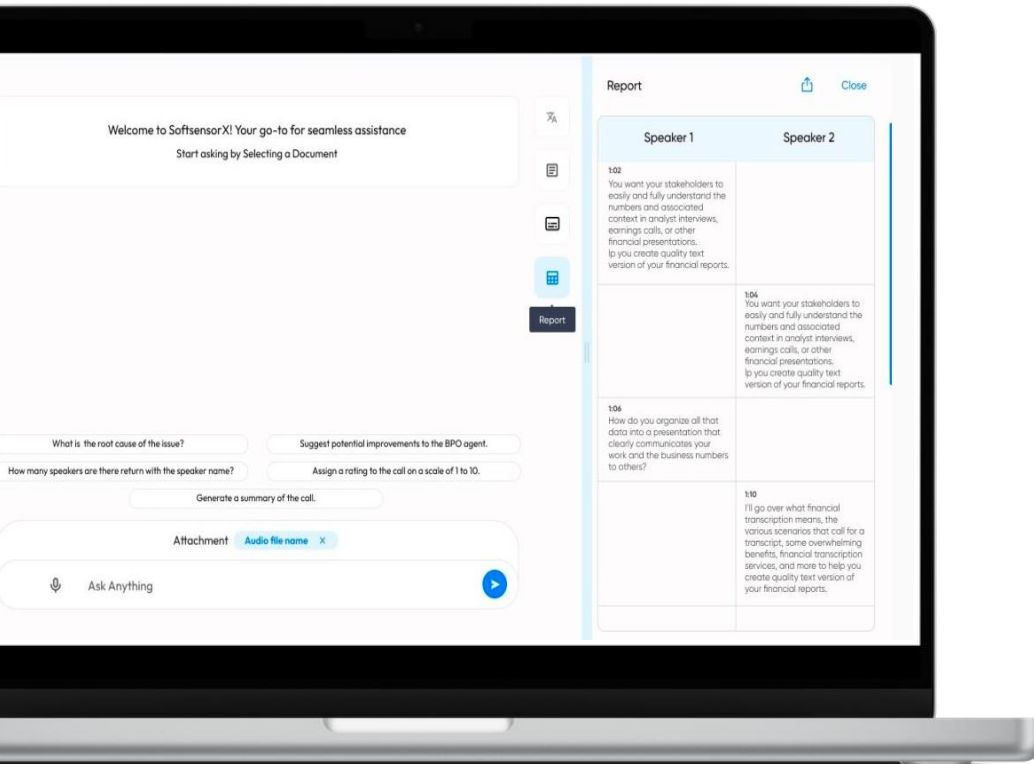 Welcome to SoftsensorX! Your go-to for seamless assistance
Start asking by Selecting a Document
Report
What is the root cause of the issue?
Suggest potential improvements to the BPO agent.
How many speakers are there return with the speaker name?
Assign a rating to the call on a scale of 1 to 10.
Generate a summary of the call.
Attachment
Audio file name X
Ask Anything
Report
Close
Speaker 1
Speaker 2
1:02
You want your stakeholders to
easily and fully understand the
numbers and associated
context in analyst interviews,
earnings calls, or other
financial presentations.
lp you create quality text
version of your financial reports.
1:04
You want your stakeholders to
easily and fully understand the
numbers and associated
context in analyst interviews,
earnings calls, or other
financial presentations.
lp you create quality text
version of your financial reports.
1:06
How do you organize all that
data into a presentation that
clearly communicates your
work and the business numbers
to others?
1:10
I'll go over what financial
transcription means, the
various scenarios that call for a
transcript, some overwhelming
benefits, financial transcription
services, and more to help you
create quality text version of
your financial reports.